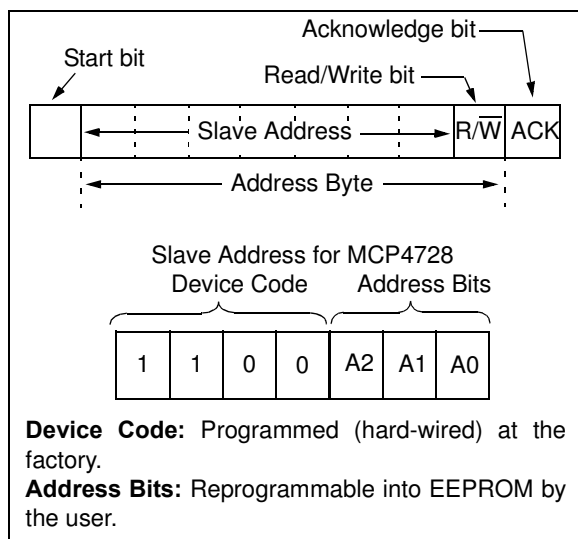 Acknowledge bit
Start bit
Read/Write bit
Slave Address
R/W̅
ACK
Address Byte
Slave Address for MCP4728
Device Code
Address Bits
1 1 0 0 A2 A1 A0
Device Code: Programmed (hard-wired) at the
factory.
Address Bits: Reprogrammable into EEPROM by
the user.